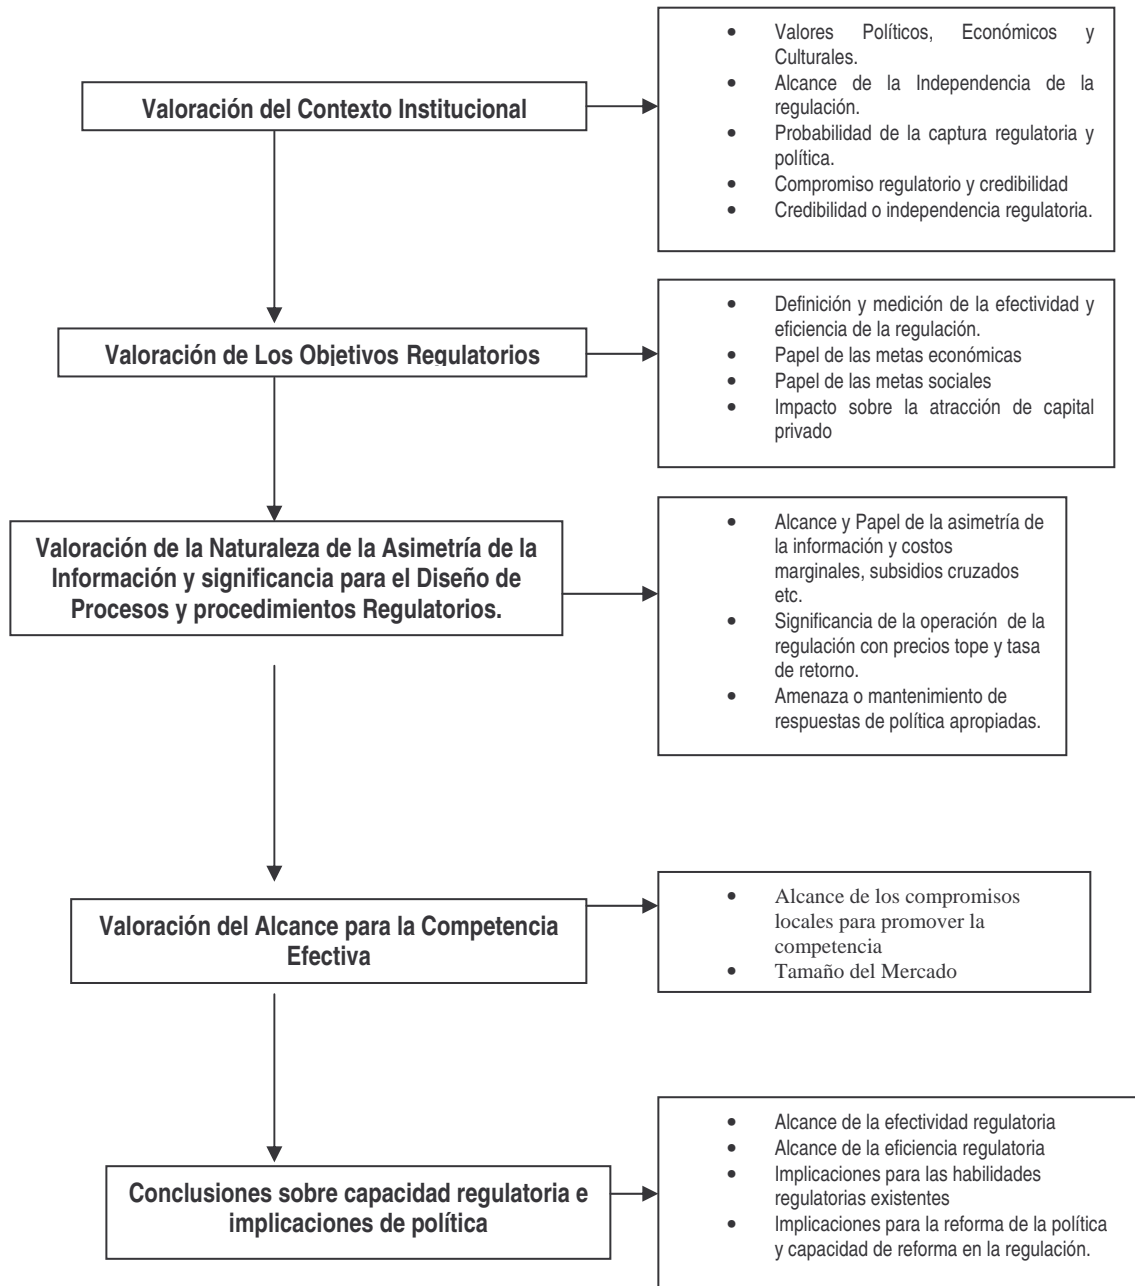 Valoración del Contexto Institucional
• Valores Políticos, Económicos y
Culturales.
• Alcance de la Independencia de la
regulación.
• Probabilidad de la captura regulatoria y
política.
• Compromiso regulatorio y credibilidad
• Credibilidad o independencia regulatoria.
Valoración de Los Objetivos Regulatorios
• Definición y medición de la efectividad y
eficiencia de la regulación.
• Papel de las metas económicas
• Papel de las metas sociales
• Impacto sobre la atracción de capital
privado
Valoración de la Naturaleza de la Asimetría de la
Información y significancia para el Diseño de
Procesos y procedimientos Regulatorios.
• Alcance y Papel de la asimetría de
la información y costos
marginales, subsidios cruzados
etc.
• Significancia de la operación de la
regulación con precios tope y tasa
de retorno.
• Amenaza o mantenimiento de
respuestas de política apropiadas.
Valoración del Alcance para la Competencia
Efectiva
• Alcance de los compromisos
locales para promover la
competencia
• Tamaño del Mercado
Conclusiones sobre capacidad regulatoria e
implicaciones de política
• Alcance de la efectividad regulatoria
• Alcance de la eficiencia regulatoria
• Implicaciones para las habilidades
regulatorias existentes
• Implicaciones para la reforma de la política
y capacidad de reforma en la regulación.